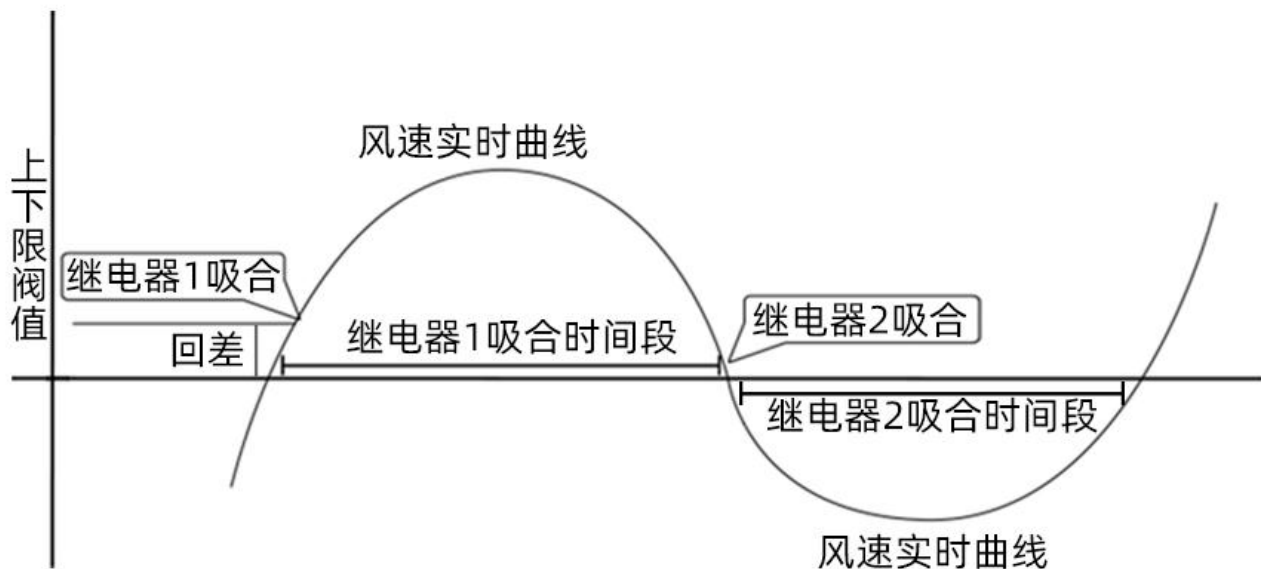 风速实时曲线
上下限阀值
继电器1吸合
回差
继电器1吸合时间段
继电器2吸合
继电器2吸合时间段
风速实时曲线